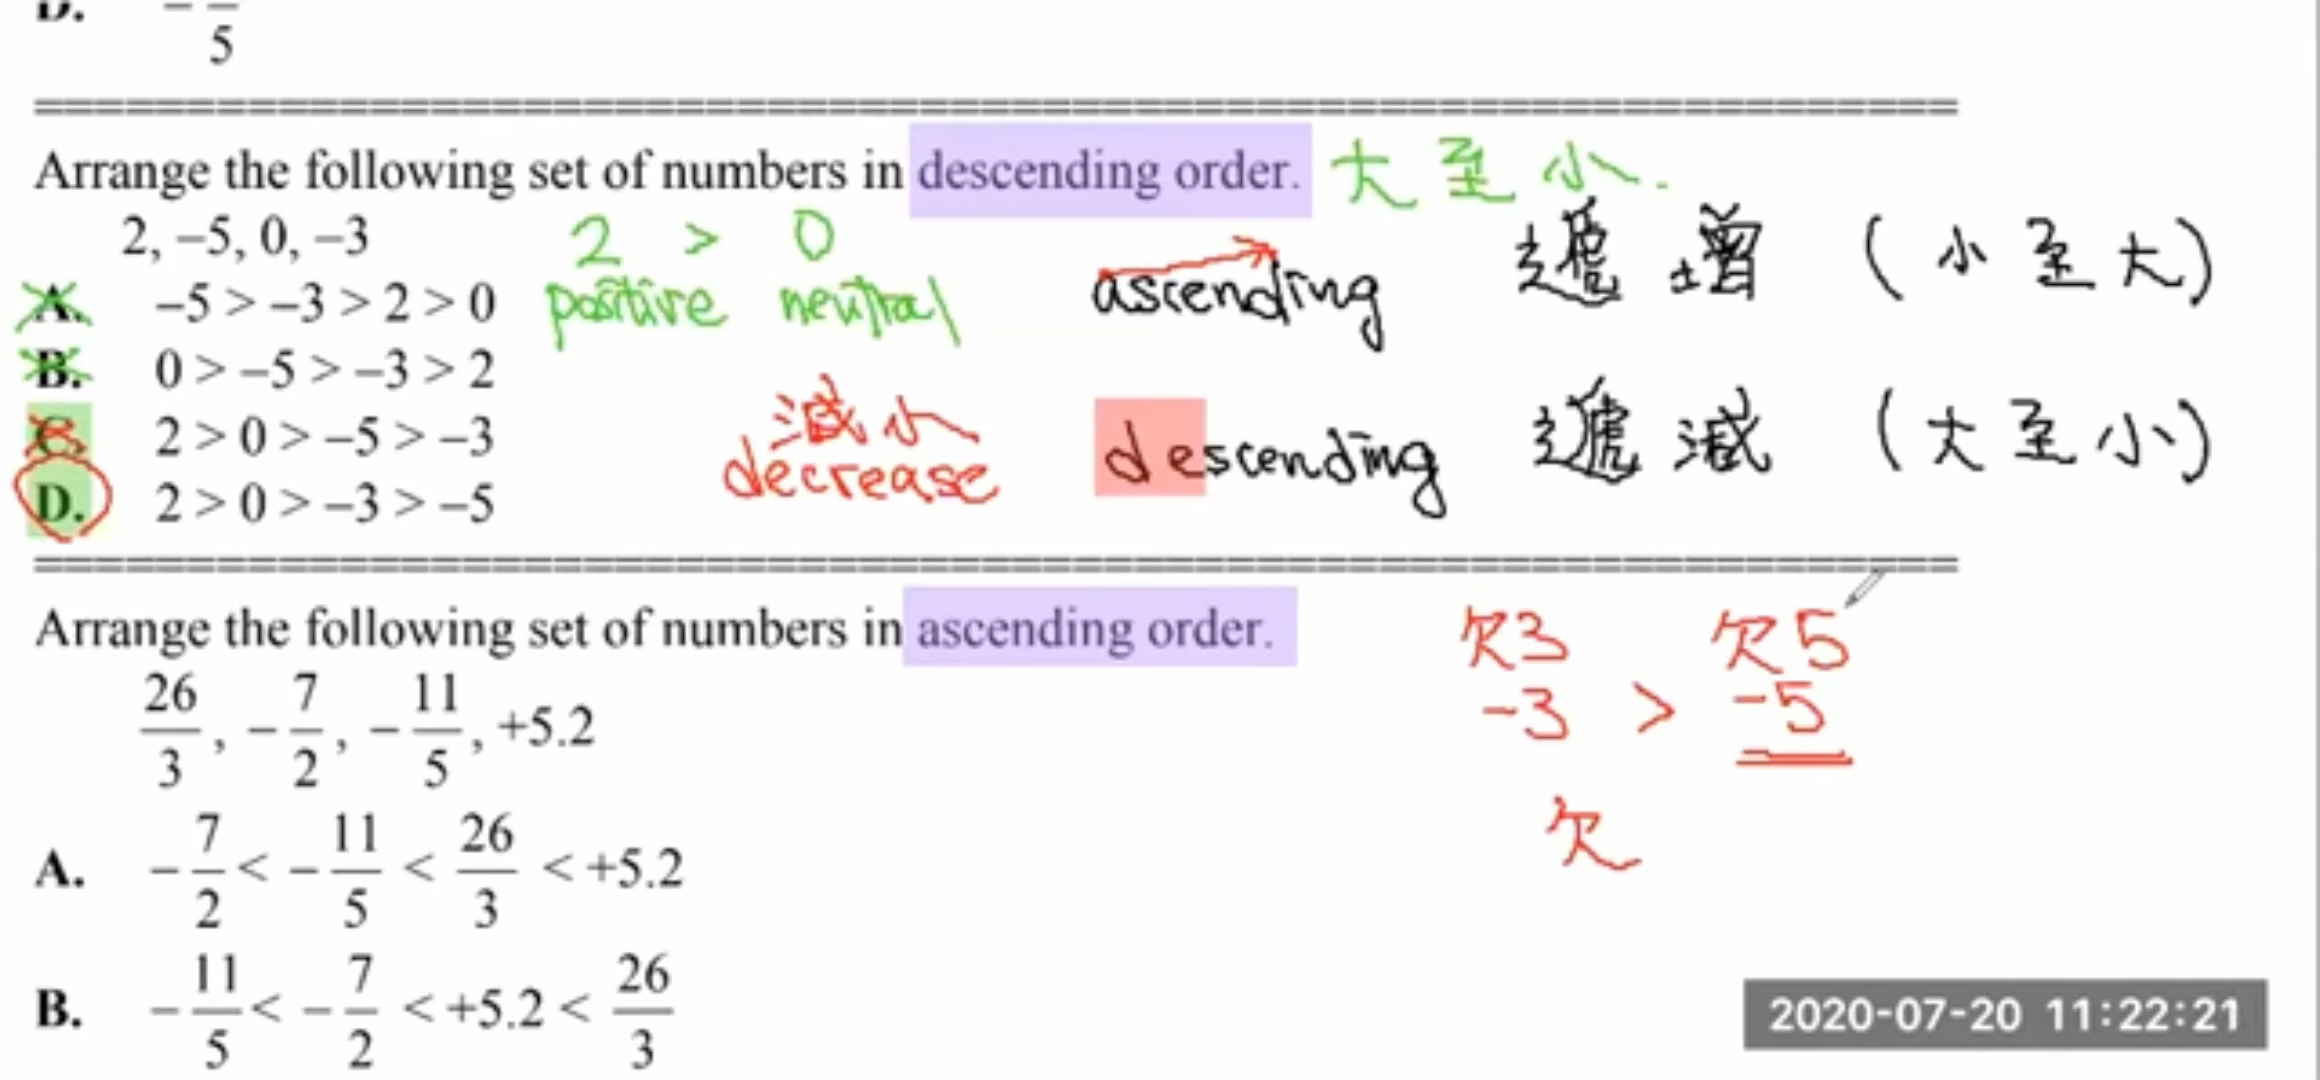 D. –
5
Arrange the following set of numbers in descending order. 大至小.
2, –5, 0, –3
2 > 0
positive neutral
ascending 遞增 (小至大)
A. –5 > –3 > 2 > 0
B. 0 > –5 > –3 > 2
C. 2 > 0 > –5 > –3
D. 2 > 0 > –3 > –5
減小
decrease
descending 遞減 (大至小)
Arrange the following set of numbers in ascending order.
26/3, –7/2, –11/5, +5.2
欠3 欠5
-3 > -5
欠
A. –7/2 < –11/5 < 26/3 < +5.2
B. –11/5 < –7/2 < +5.2 < 26/3
2020-07-20 11:22:21